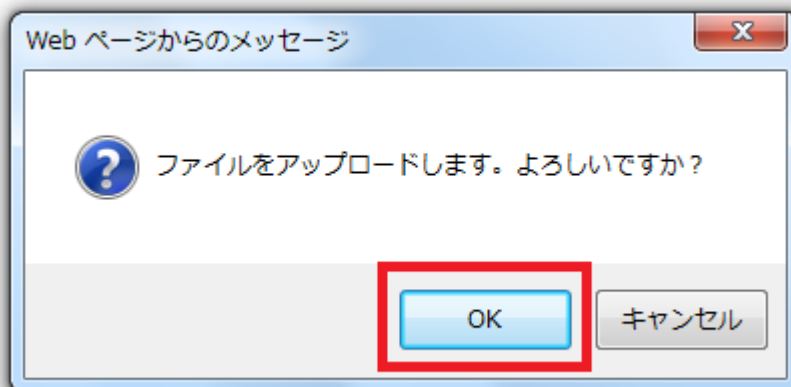 Web ページからのメッセージ
ファイルをアップロードします。よろしいですか？
OK
キャンセル